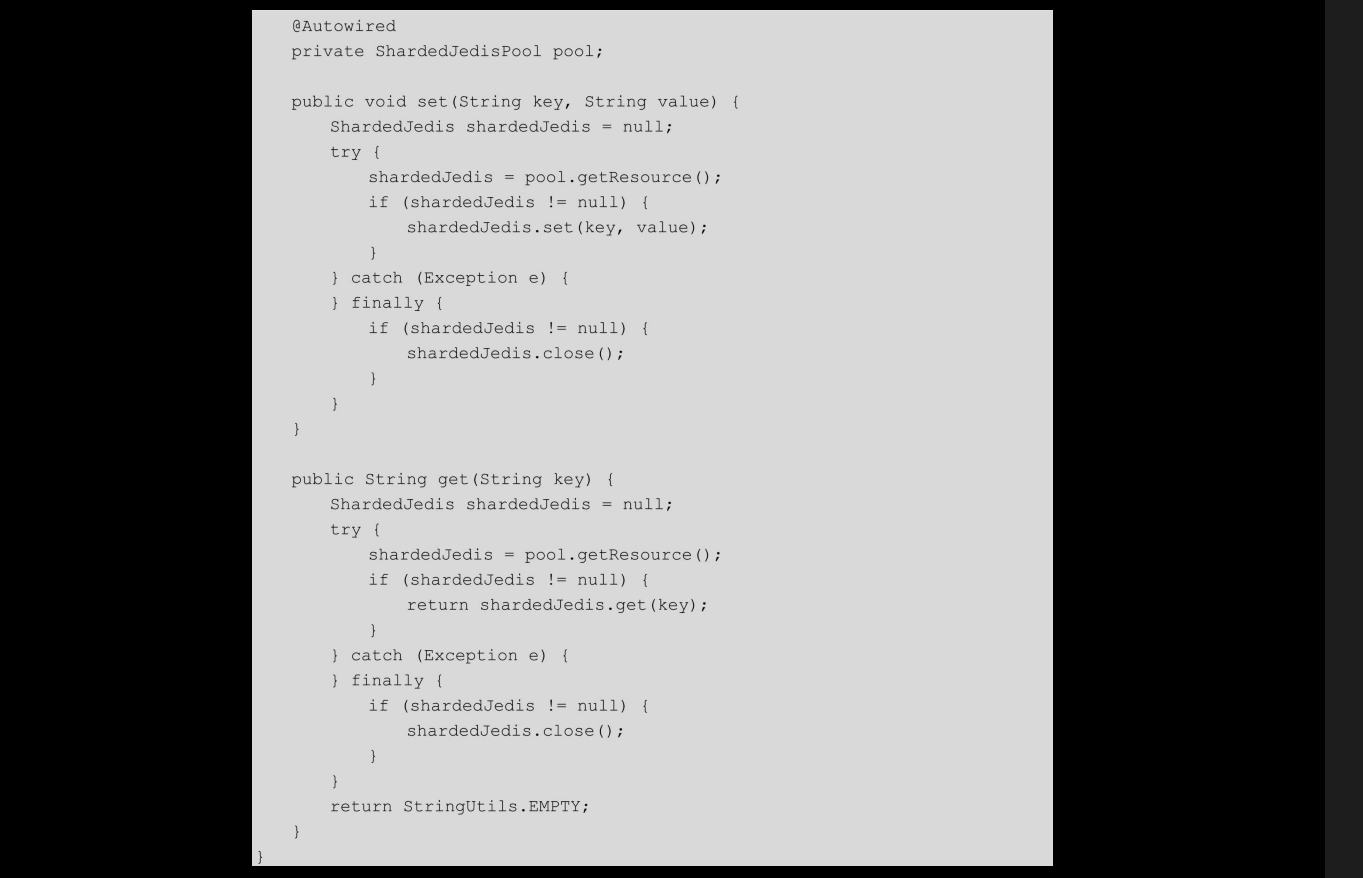 @Autowired
private ShardedJedisPool pool;
public void set(String key, String value) {
ShardedJedis shardedJedis = null;
try {
shardedJedis = pool.getResource();
if (shardedJedis != null) {
shardedJedis.set(key, value);
}
} catch (Exception e) {
} finally {
if (shardedJedis != null) {
shardedJedis.close();
}
}
}
public String get(String key) {
ShardedJedis shardedJedis = null;
try {
shardedJedis = pool.getResource();
if (shardedJedis != null) {
return shardedJedis.get(key);
}
} catch (Exception e) {
} finally {
if (shardedJedis != null) {
shardedJedis.close();
}
}
return StringUtils.EMPTY;
}
}